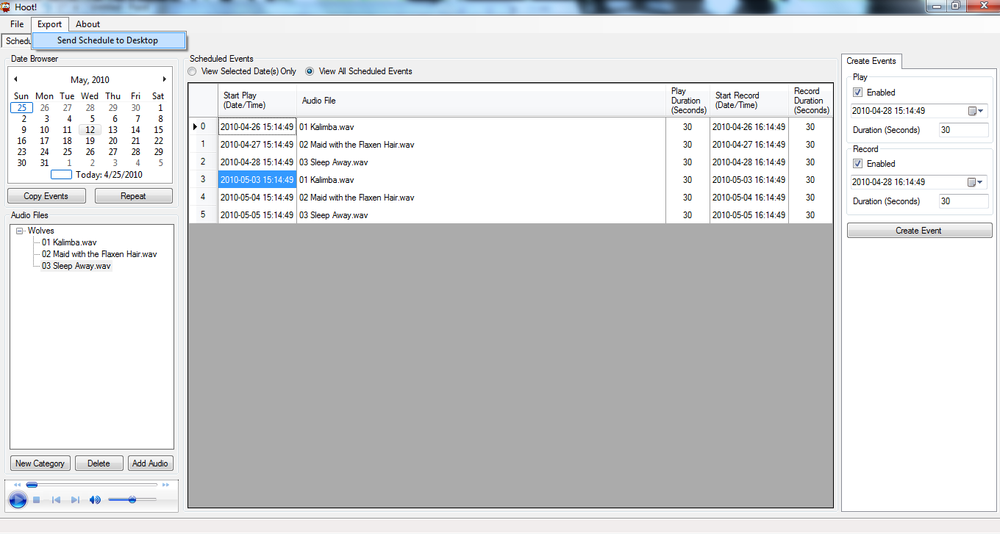 Hoot!
File Export About
Send Schedule to Desktop
Schedu
Date Browser
May, 2010
Sun Mon Tue Wed Thu Fri Sat
25 26 27 28 29 30 1
2 3 4 5 6 7 8
9 10 11 12 13 14 15
16 17 18 19 20 21 22
23 24 25 26 27 28 29
30 31 1 2 3 4 5
Today: 4/25/2010
Copy Events Repeat
Audio Files
Wolves
01 Kalimba.wav
02 Maid with the Flaxen Hair.wav
03 Sleep Away.wav
New Category Delete Add Audio
Scheduled Events
View Selected Date(s) Only View All Scheduled Events
Start Play (Date/Time) Audio File Play Duration (Seconds) Start Record (Date/Time) Record Duration (Seconds)
0 2010-04-26 15:14:49 01 Kalimba.wav 30 2010-04-26 16:14:49 30
1 2010-04-27 15:14:49 02 Maid with the Flaxen Hair.wav 30 2010-04-27 16:14:49 30
2 2010-04-28 15:14:49 03 Sleep Away.wav 30 2010-04-28 16:14:49 30
3 2010-05-03 15:14:49 01 Kalimba.wav 30 2010-05-03 16:14:49 30
4 2010-05-04 15:14:49 02 Maid with the Flaxen Hair.wav 30 2010-05-04 16:14:49 30
5 2010-05-05 15:14:49 03 Sleep Away.wav 30 2010-05-05 16:14:49 30
Create Events
Play
Enabled
2010-04-28 15:14:49
Duration (Seconds) 30
Record
Enabled
2010-04-28 16:14:49
Duration (Seconds) 30
Create Event